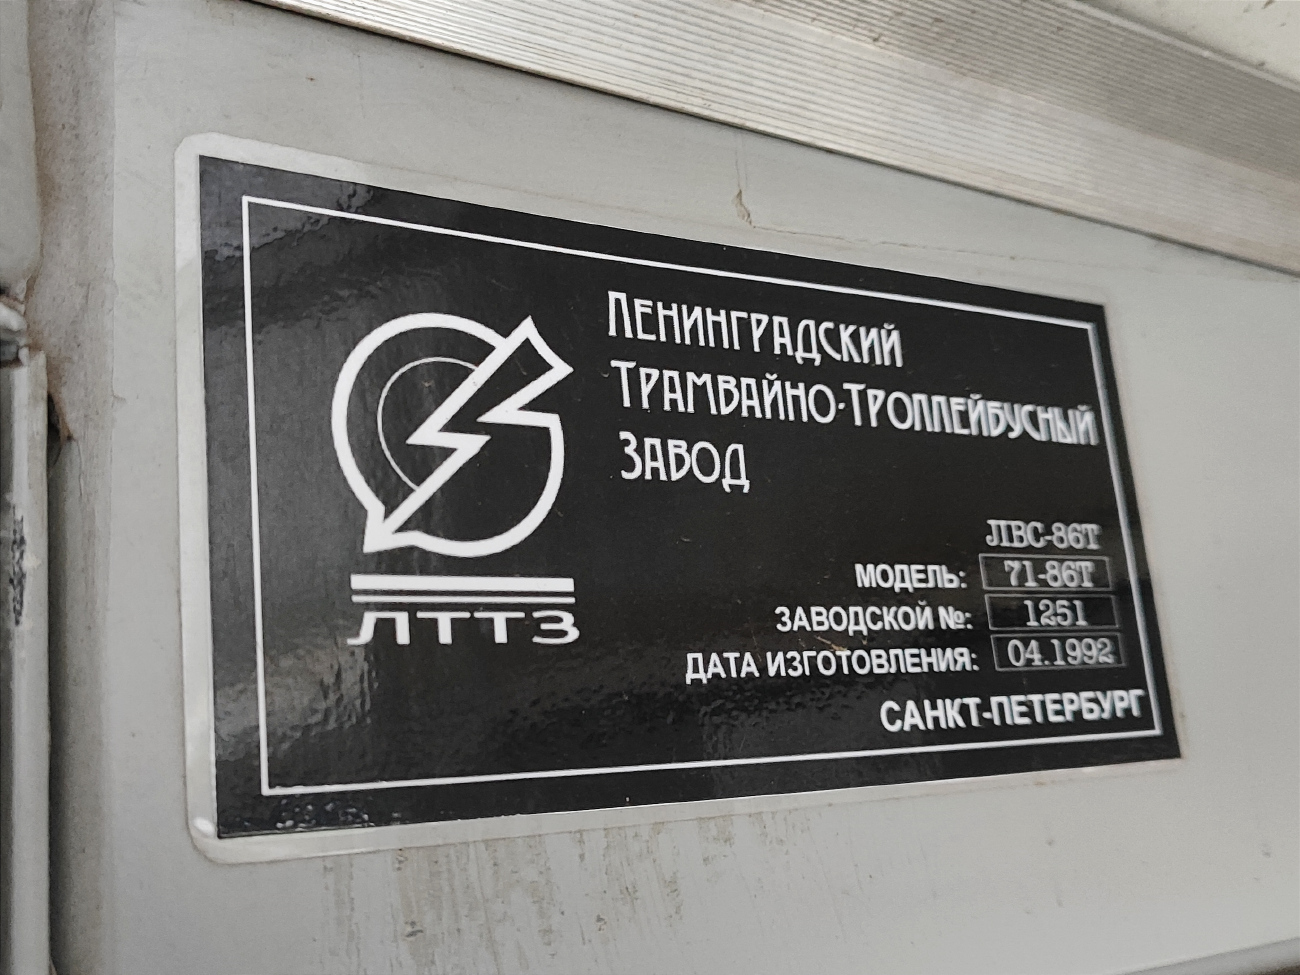 ЛЕНИНГРАДСКИЙ
ТРАМВАЙНО-ТРОЛЛЕЙБУСНЫЙ
ЗАВОД
ЛТТЗ
ЛВС-86Т
МОДЕЛЬ: 71-86Т
ЗАВОДСКОЙ №: 1251
ДАТА ИЗГОТОВЛЕНИЯ: 04.1992
САНКТ-ПЕТЕРБУРГ